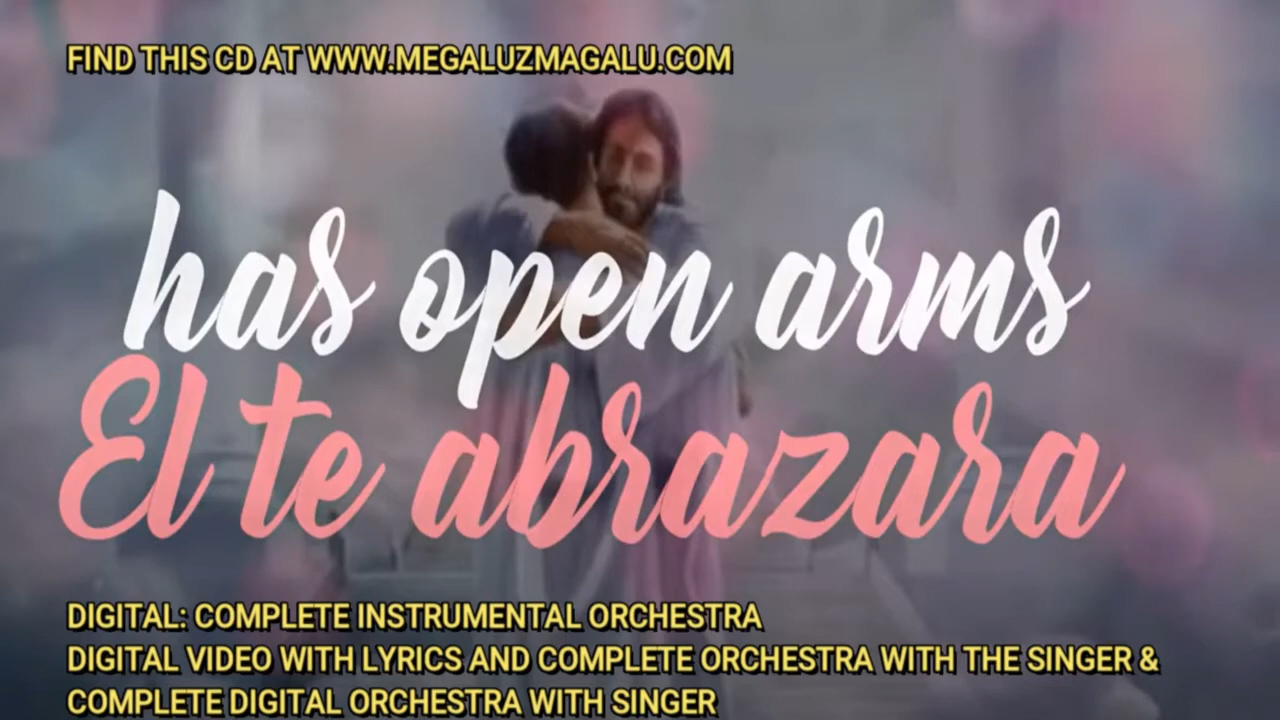 FIND THIS CD AT WWW.MEGALUZMAGALU.COM
has open arms
El te abrazara
DIGITAL: COMPLETE INSTRUMENTAL ORCHESTRA
DIGITAL VIDEO WITH LYRICS AND COMPLETE ORCHESTRA WITH THE SINGER &
COMPLETE DIGITAL ORCHESTRA WITH SINGER